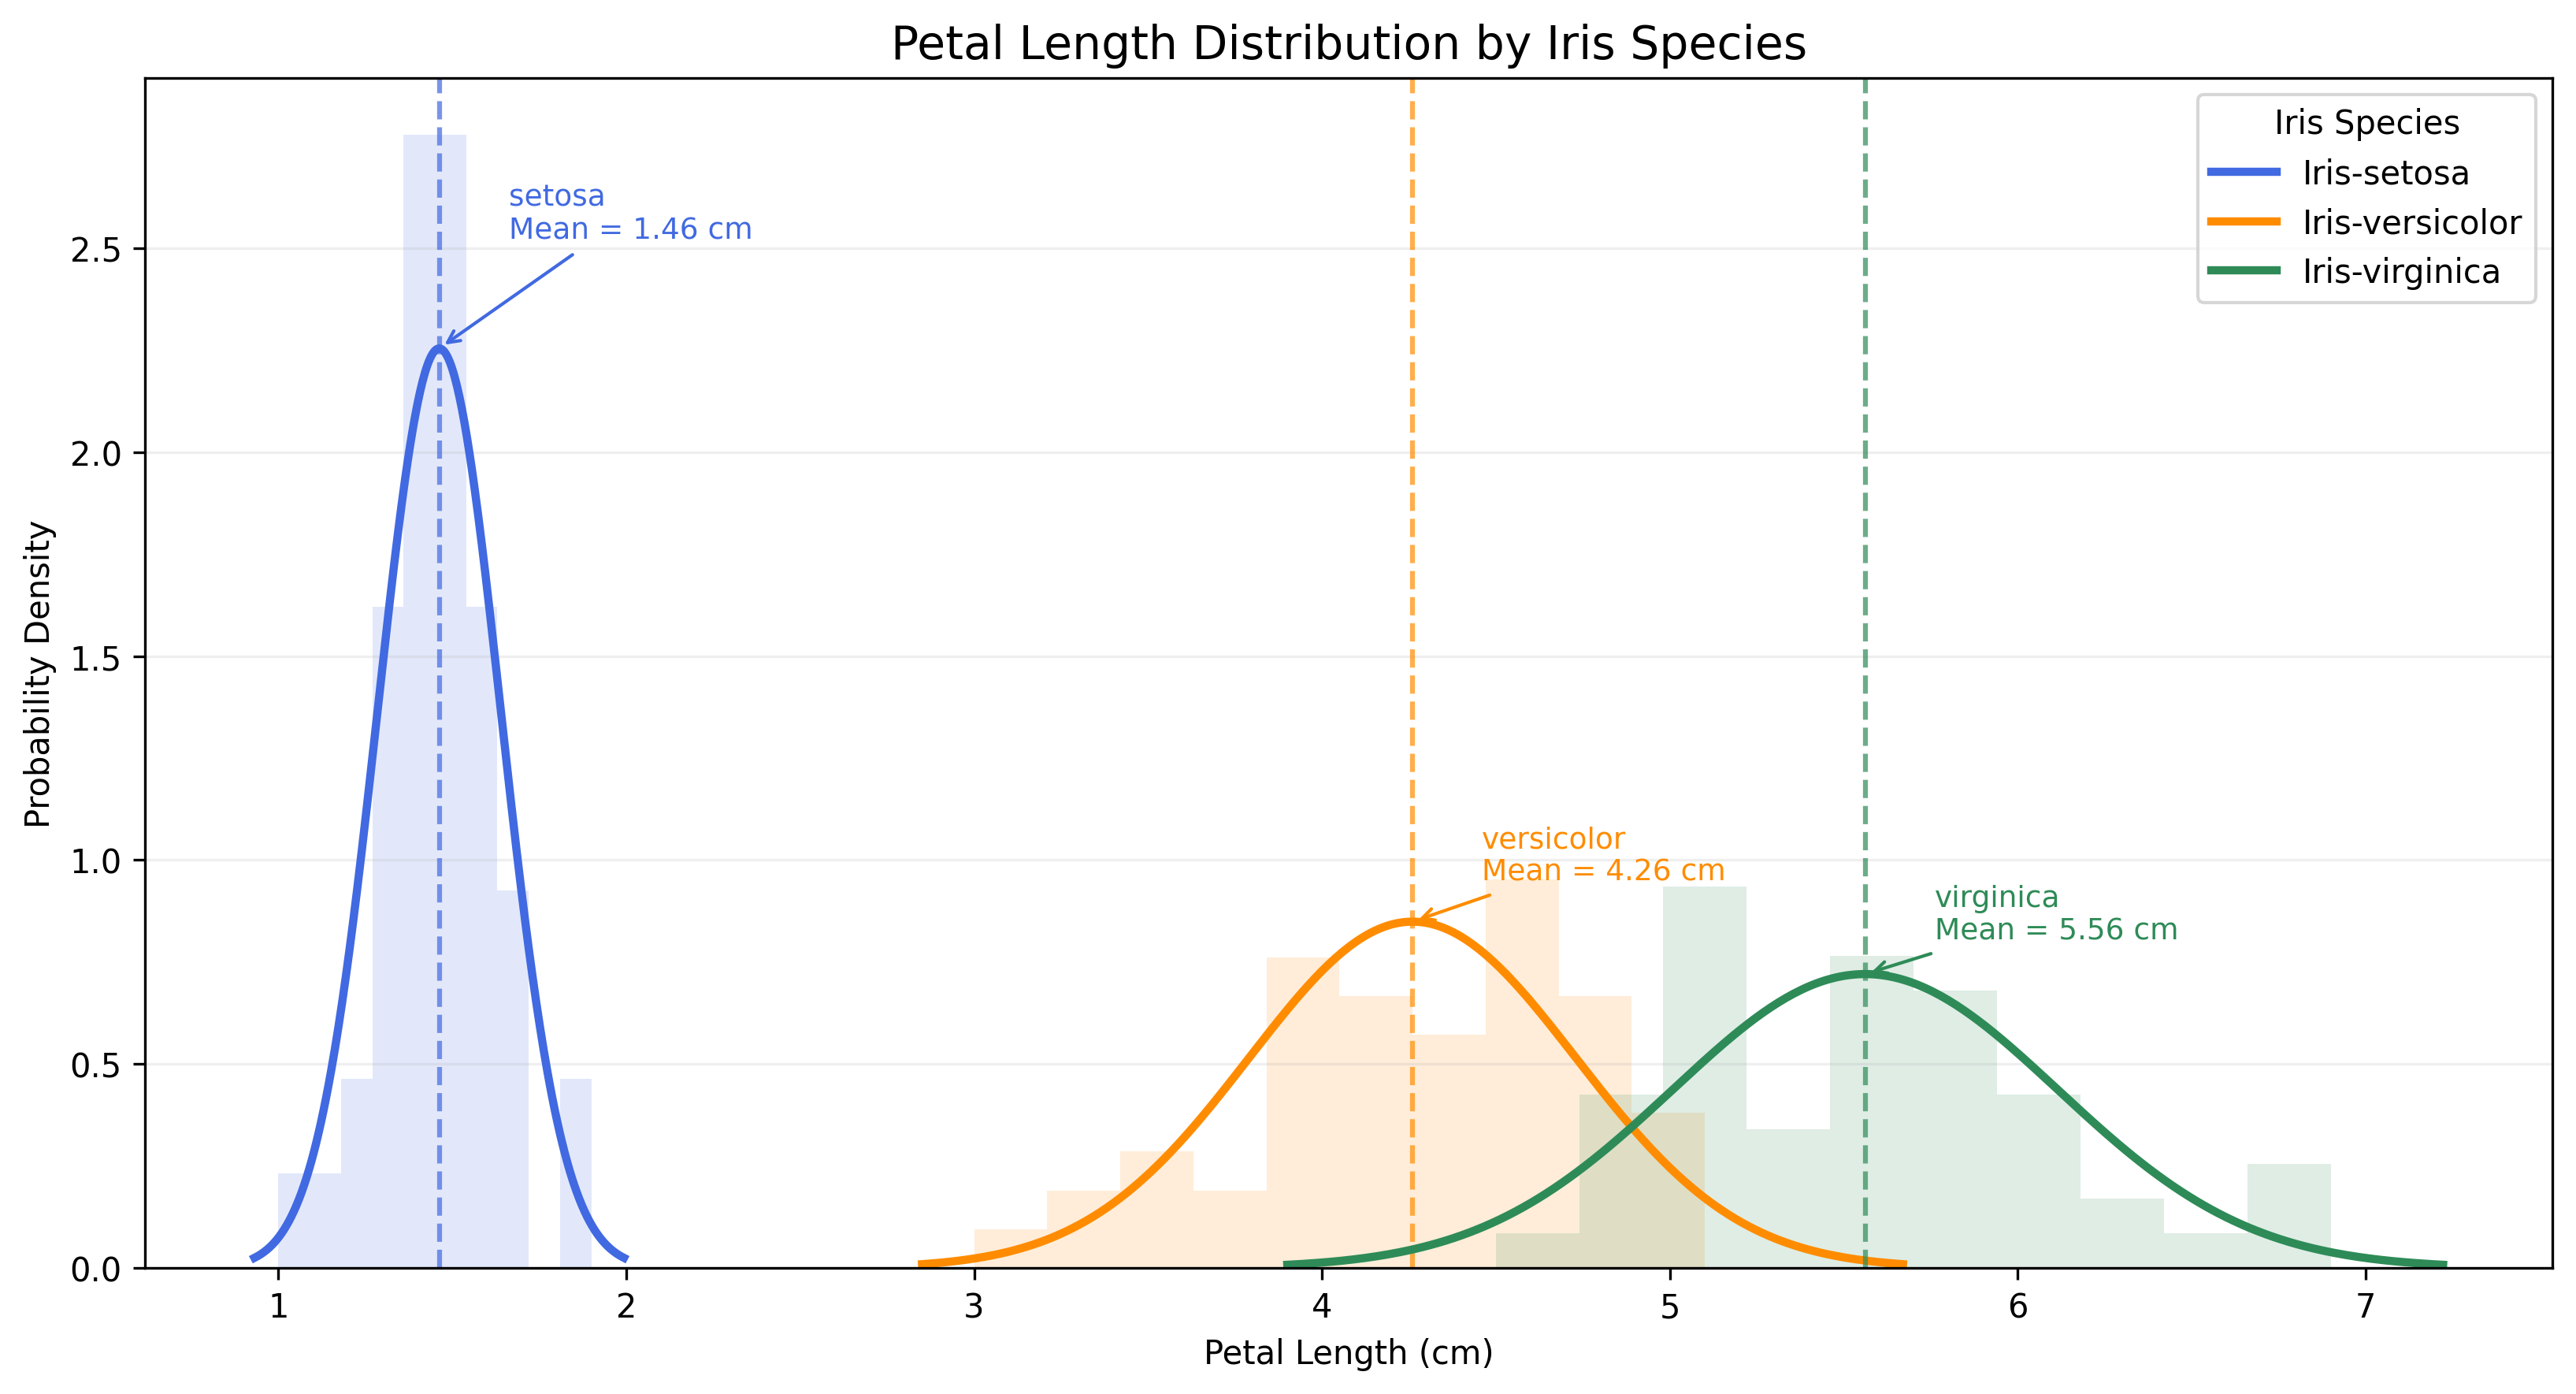 Petal Length Distribution by Iris Species
Iris Species
Iris-setosa
Iris-versicolor
Iris-virginica
setosa
Mean = 1.46 cm
versicolor
Mean = 4.26 cm
virginica
Mean = 5.56 cm
Probability Density
2.5
2.0
1.5
1.0
0.5
0.0
1 2 3 4 5 6 7
Petal Length (cm)